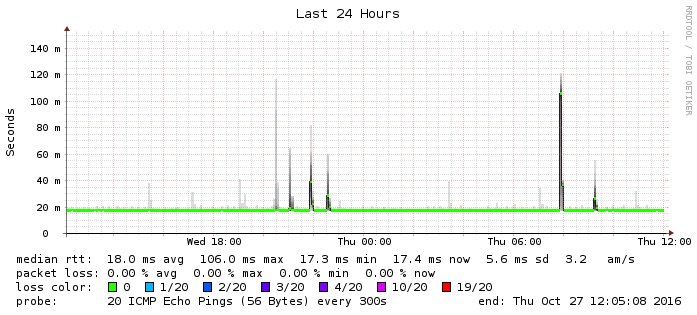 Last 24 Hours
RRDTOOL / TOBI OETIKER
Seconds
140 m
120 m
100 m
80 m
60 m
40 m
20 m
0
Wed 18:00 Thu 00:00 Thu 06:00 Thu 12:00
median rtt: 18.0 ms avg 106.0 ms max 17.3 ms min 17.4 ms now 5.6 ms sd 3.2 am/s
packet loss: 0.00 % avg 0.00 % max 0.00 % min 0.00 % now
loss color: 0 1/20 2/20 3/20 4/20 10/20 19/20
probe: 20 ICMP Echo Pings (56 Bytes) every 300s end: Thu Oct 27 12:05:08 2016